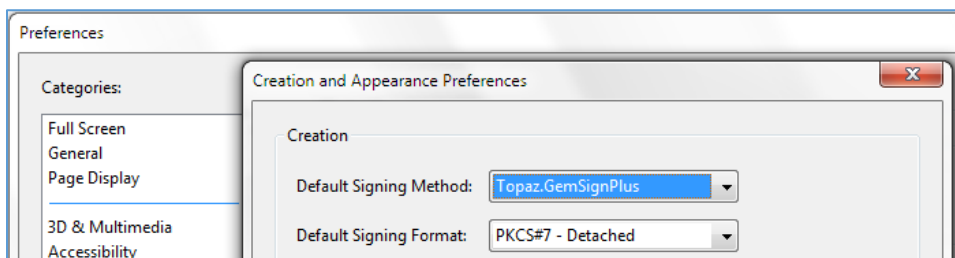 Preferences
Categories:
Full Screen
General
Page Display
3D & Multimedia
Accessibility
Creation and Appearance Preferences
Creation
Default Signing Method: Topaz.GemSignPlus
Default Signing Format: PKCS#7 - Detached